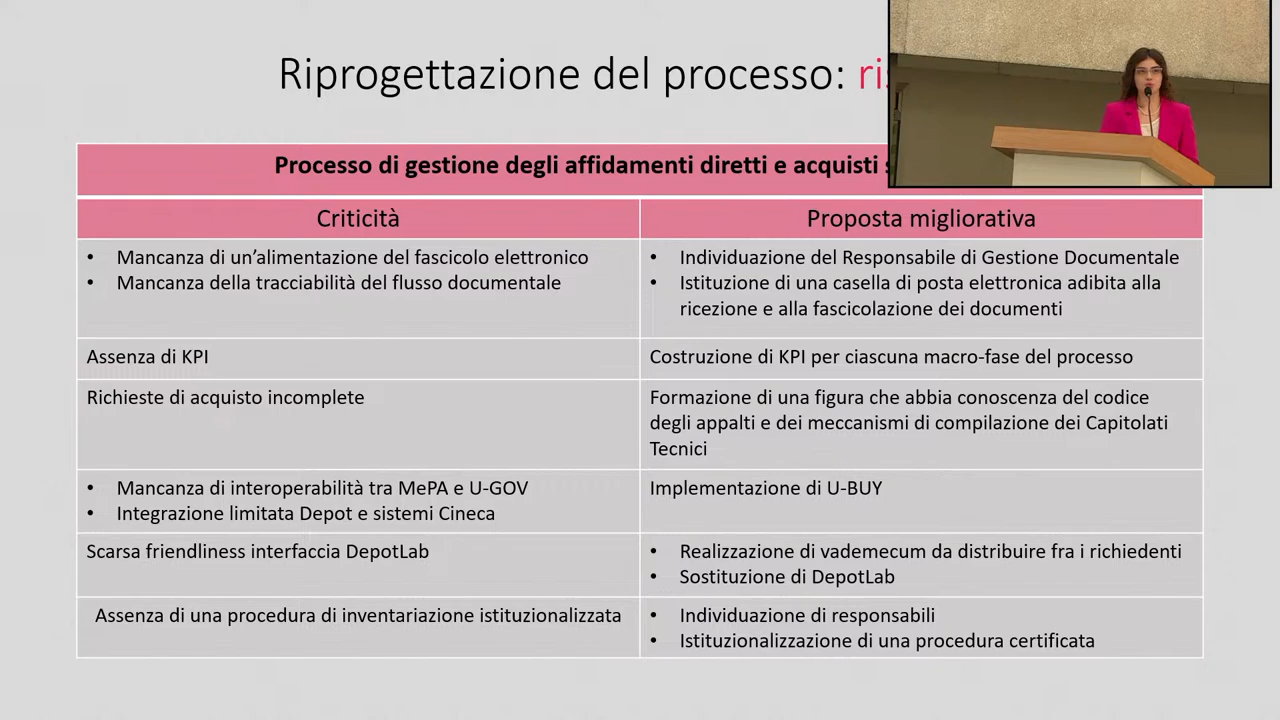 Riprogettazione del processo:
Processo di gestione degli affidamenti diretti e acquisti
Criticità
Proposta migliorativa
• Mancanza di un’alimentazione del fascicolo elettronico
• Mancanza della tracciabilità del flusso documentale
• Individuazione del Responsabile di Gestione Documentale
• Istituzione di una casella di posta elettronica adibita alla
ricezione e alla fascicolazione dei documenti
Assenza di KPI
Costruzione di KPI per ciascuna macro-fase del processo
Richieste di acquisto incomplete
Formazione di una figura che abbia conoscenza del codice
degli appalti e dei meccanismi di compilazione dei Capitolati
Tecnici
• Mancanza di interoperabilità tra MePA e U-GOV
• Integrazione limitata Depot e sistemi Cineca
Implementazione di U-BUY
Scarsa friendliness interfaccia DepotLab
• Realizzazione di vademecum da distribuire fra i richiedenti
• Sostituzione di DepotLab
Assenza di una procedura di inventariazione istituzionalizzata
• Individuazione di responsabili
• Istituzionalizzazione di una procedura certificata